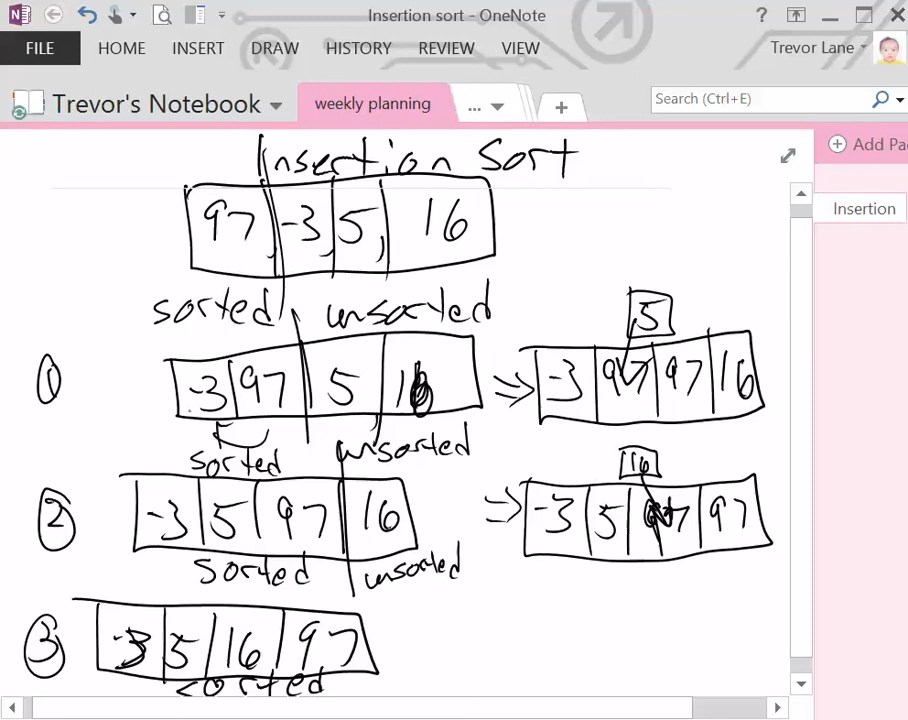 Insertion sort - OneNote
?
FILE
HOME
INSERT
DRAW
HISTORY
REVIEW
VIEW
Trevor Lane
Trevor's Notebook
weekly planning
...
+
Search (Ctrl+E)
Add Pa
Insertion
Insertion Sort
97, -3, 5, 16
sorted unsorted
5
① -3 97 5 16 => -3 97 97 16
sorted unsorted
16
② -3 5 97 16 => -3 5 97 97
sorted unsorted
③ -3 5 16 97
sorted